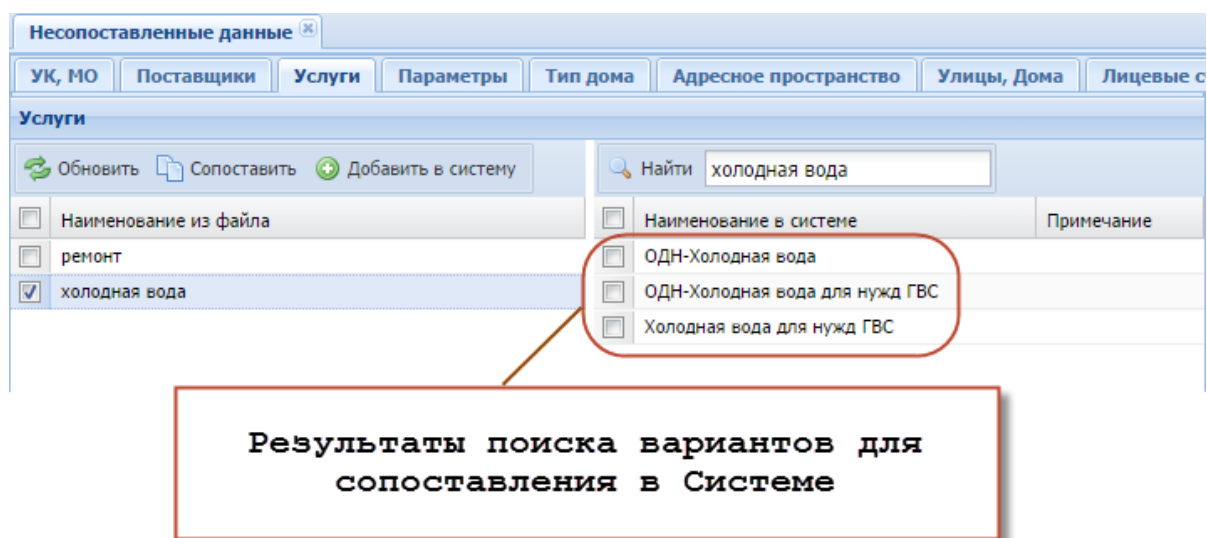 Несопоставленные данные
УК, МО Поставщики Услуги Параметры Тип дома Адресное пространство Улицы, Дома Лицевые с
Услуги
Обновить Сопоставить Добавить в систему Найти холодная вода
Наименование из файла Наименование в системе Примечание
ремонт ОДН-Холодная вода
холодная вода ОДН-Холодная вода для нужд ГВС
Холодная вода для нужд ГВС
Результаты поиска вариантов для
сопоставления в Системе